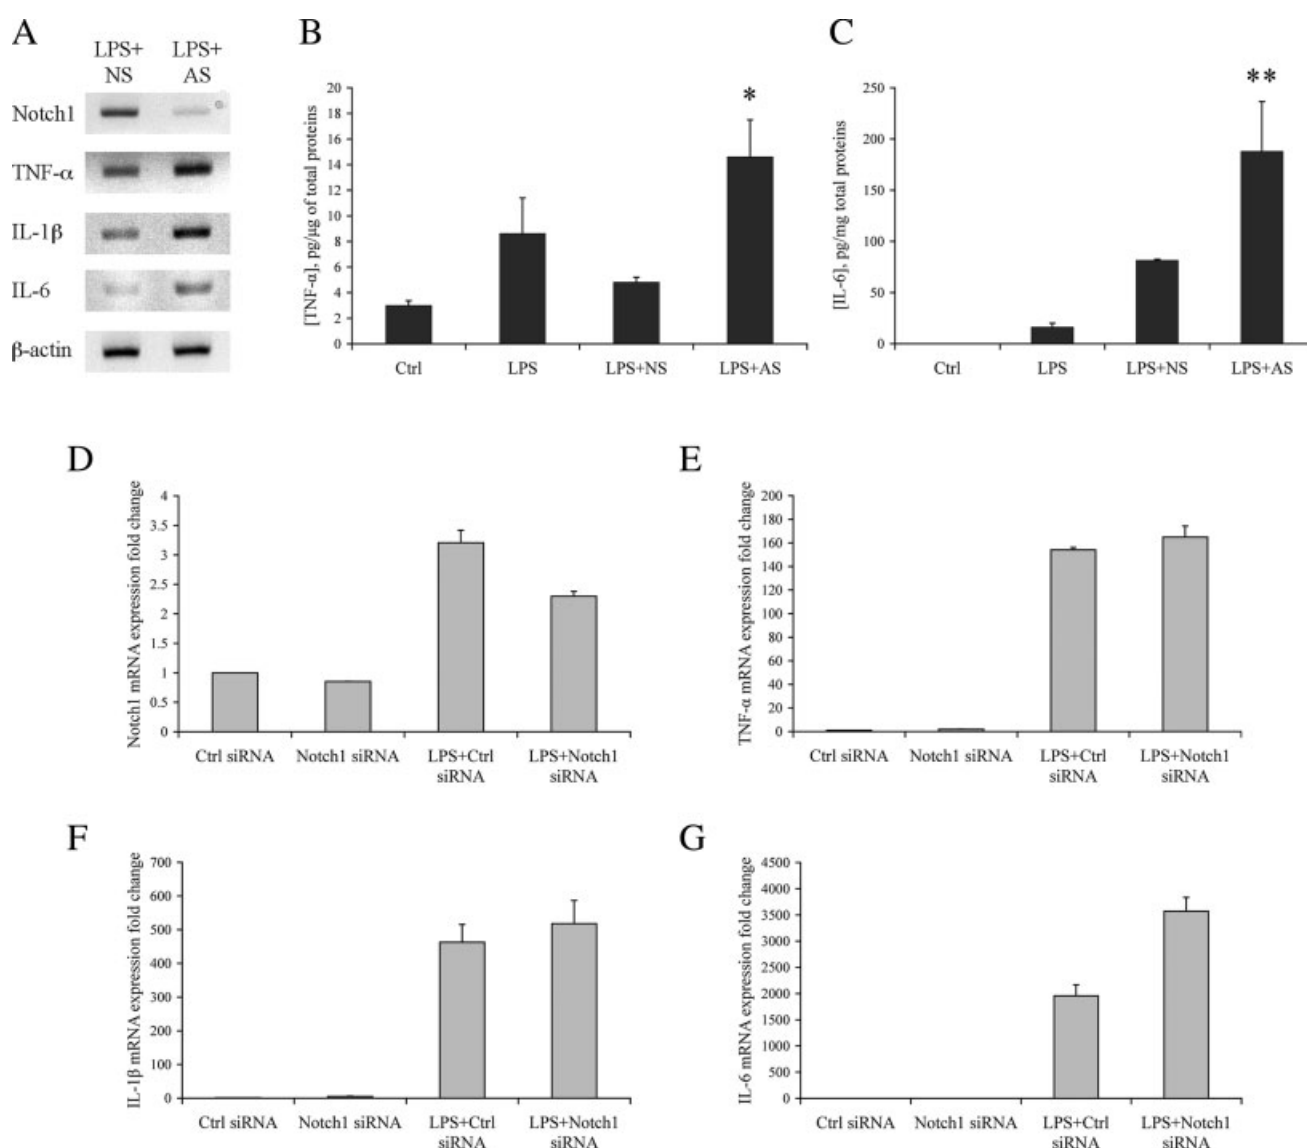 A
LPS+ NS
LPS+ AS
Notch1
TNF-α
IL-1β
IL-6
β-actin
B
[TNF-α], pg/μg of total proteins
20
18
16
14
12
10
8
6
4
2
0
*
Ctrl
LPS
LPS+NS
LPS+AS
C
[IL-6], pg/mg total proteins
250
200
150
100
50
0
**
Ctrl
LPS
LPS+NS
LPS+AS
D
Notch1 mRNA expression fold change
4
3.5
3
2.5
2
1.5
1
0.5
0
Ctrl siRNA
Notch1 siRNA
LPS+Ctrl
siRNA
LPS+Notch1
siRNA
E
TNF-α mRNA expression fold change
200
180
160
140
120
100
80
60
40
20
0
Ctrl siRNA
Notch1 siRNA
LPS+Ctrl
siRNA
LPS+Notch1
siRNA
F
IL-1β mRNA expression fold change
700
600
500
400
300
200
100
0
Ctrl siRNA
Notch1 siRNA
LPS+Ctrl
siRNA
LPS+Notch1
siRNA
G
IL-6 mRNA expression fold change
4500
4000
3500
3000
2500
2000
1500
1000
500
0
Ctrl siRNA
Notch1 siRNA
LPS+Ctrl
siRNA
LPS+Notch1
siRNA